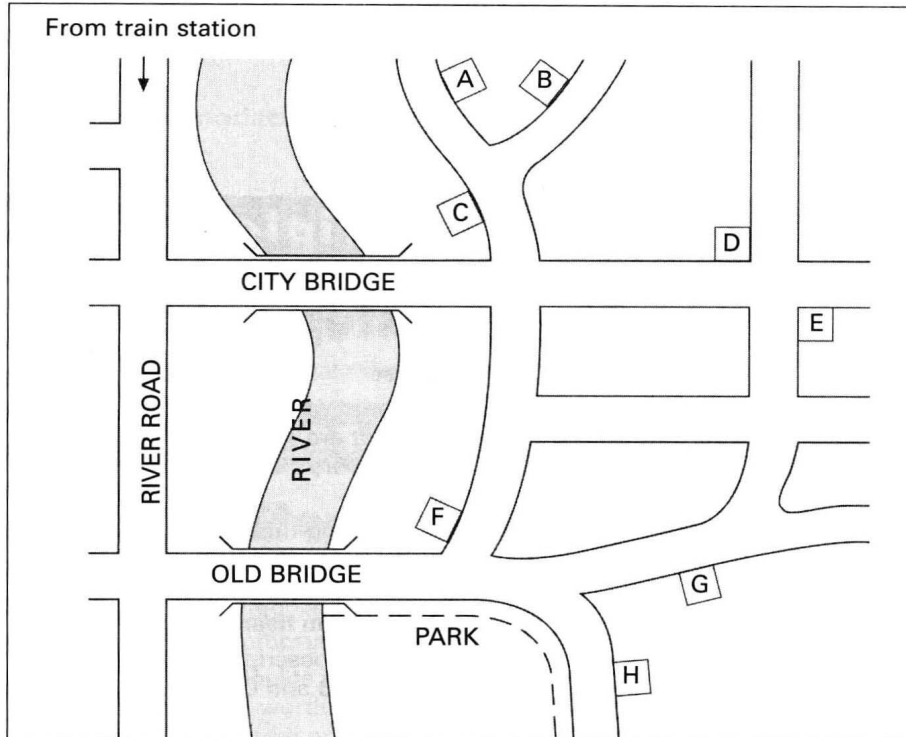 From train station
A
B
C
D
CITY BRIDGE
E
RIVER ROAD
RIVER
F
OLD BRIDGE
G
PARK
H